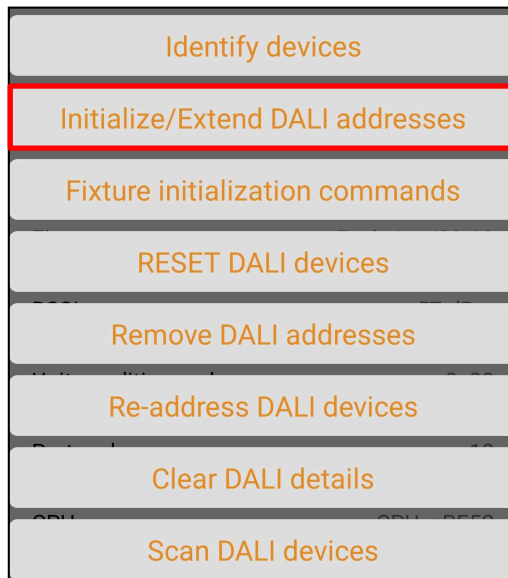 Identify devices
Initialize/Extend DALI addresses
Fixture initialization commands
RESET DALI devices
Remove DALI addresses
Re-address DALI devices
Clear DALI details
Scan DALI devices